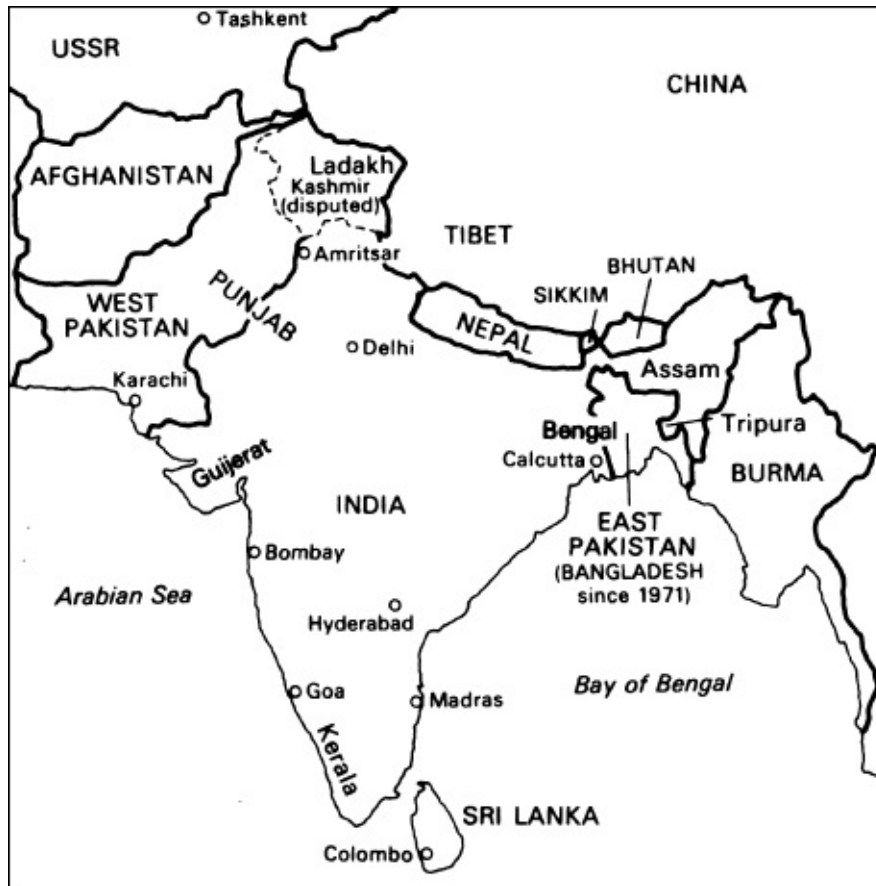 Tashkent
USSR
CHINA
AFGHANISTAN
Ladakh
Kashmir
(disputed)
TIBET
Amritsar
BHUTAN
SIKKIM
PUNJAB
WEST
PAKISTAN
NEPAL
Delhi
Assam
Karachi
Tripura
Bengal
Gujerat
Calcutta
BURMA
INDIA
EAST
PAKISTAN
(BANGLADESH
since 1971)
Bombay
Arabian Sea
Hyderabad
Goa
Madras
Bay of Bengal
Kerala
SRI LANKA
Colombo